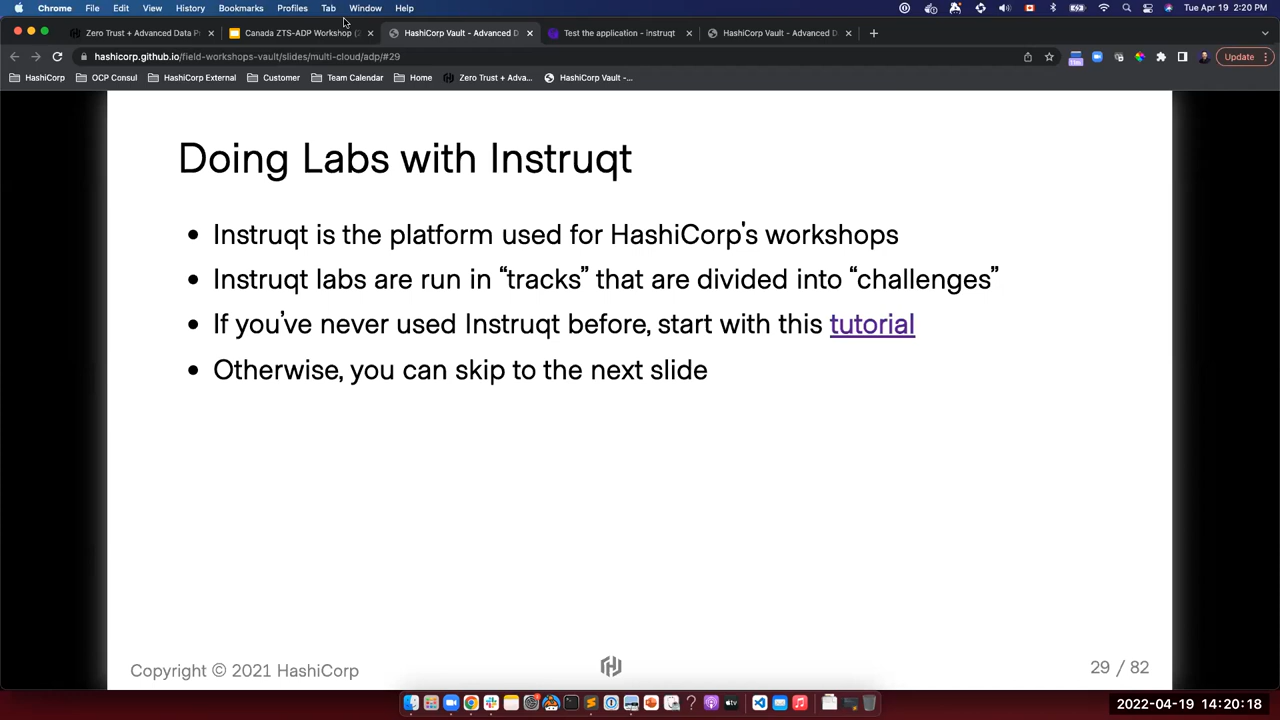 Chrome File Edit View History Bookmarks Profiles Tab Window Help Tue Apr 19 2:20 PM
Zero Trust + Advanced Data P Canada ZTS-ADP Workshop (2 HashiCorp Vault - Advanced D Test the application - instruqt HashiCorp Vault - Advanced D
hashicorp.github.io/field-workshops-vault/slides/multi-cloud/adp/#29 Update
HashiCorp OCP Consul HashiCorp External Customer Team Calendar Home Zero Trust + Adva... HashiCorp Vault -...
Doing Labs with Instruqt
• Instruqt is the platform used for HashiCorp's workshops
• Instruqt labs are run in “tracks” that are divided into “challenges”
• If you've never used Instruqt before, start with this tutorial
• Otherwise, you can skip to the next slide
Copyright © 2021 HashiCorp 29 / 82
2022-04-19 14:20:18